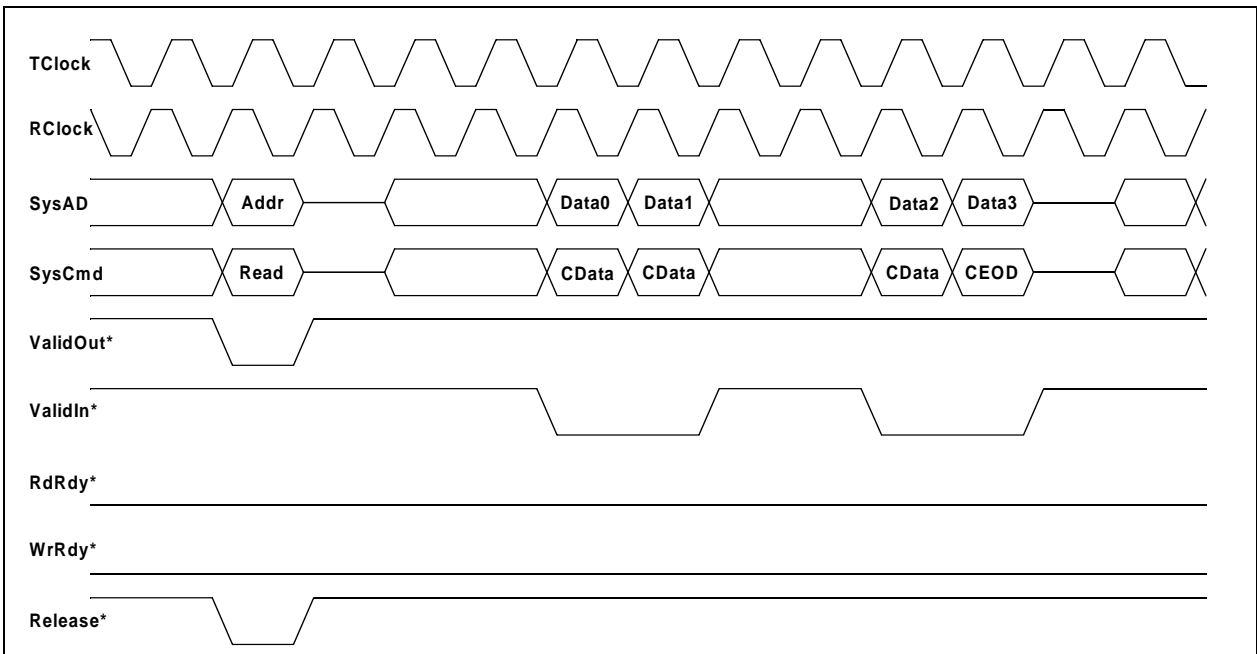 TClock
RClock
SysAD Addr Data0 Data1 Data2 Data3
SysCmd Read CData CData CData CEOD
ValidOut*
ValidIn*
RdRdy*
WrRdy*
Release*